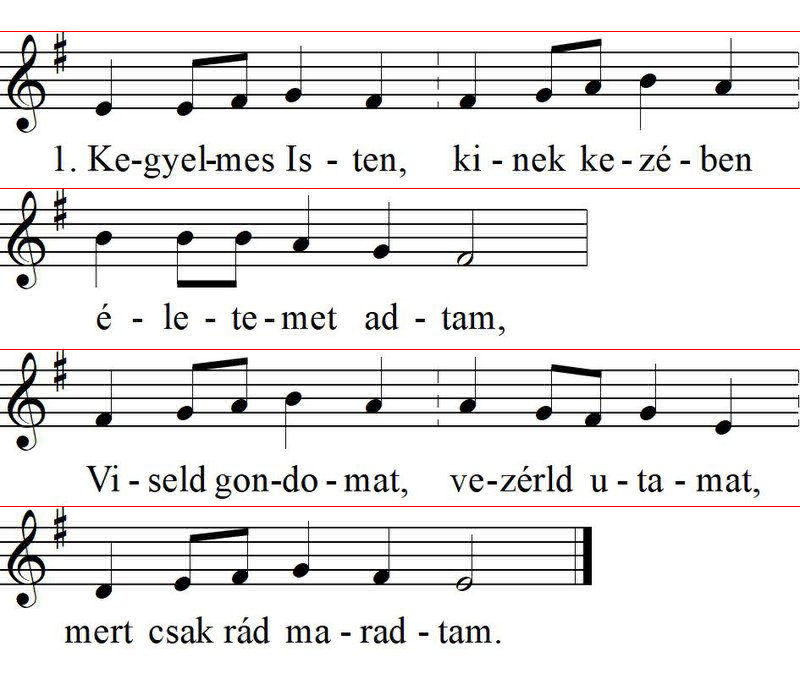 1. Ke-gyel-mes Is - ten, ki - nek ke - zé - ben
é - le - te - met ad - tam,
Vi - seld gon-do - mat, ve-zérld u - ta - mat,
mert csak rád ma - rad - tam.